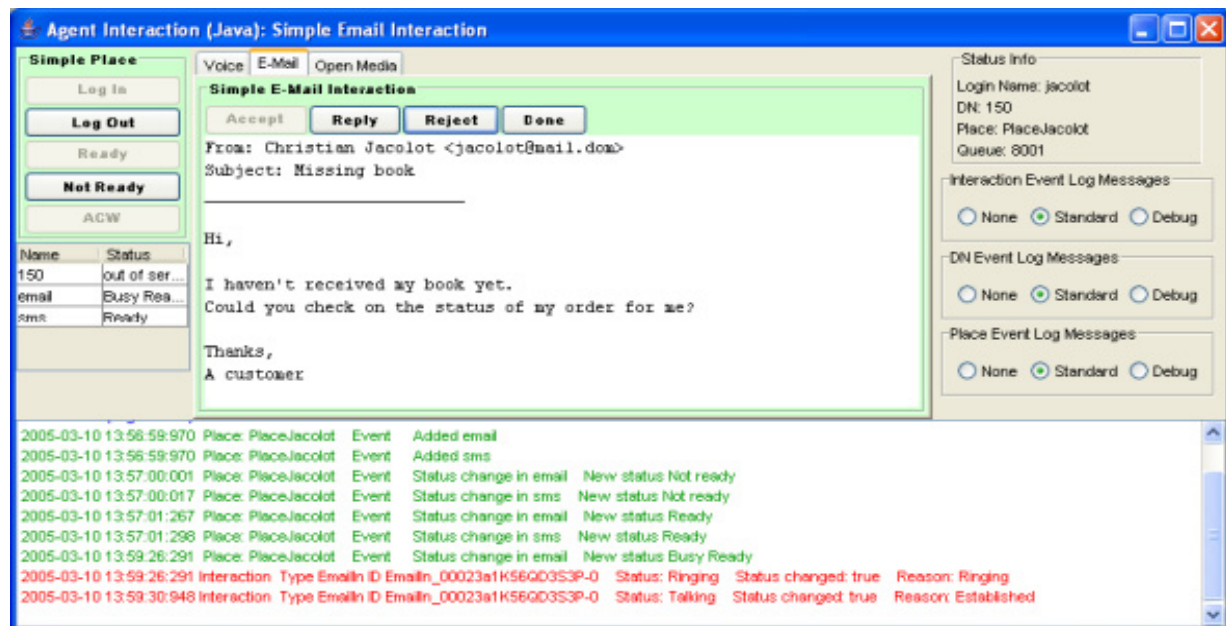 Agent Interaction (Java): Simple Email Interaction
Simple Place
Log In
Log Out
Ready
Not Ready
ACW
Name Status
150 out of ser...
email Busy Rea...
sms Ready
Voice E-Mail Open Media
Simple E-Mail Interaction
Accept Reply Reject Done
From: Christian Jacolot <jacolot@mail.dom>
Subject: Missing book
Hi,
I haven't received my book yet.
Could you check on the status of my order for me?
Thanks,
A customer
Status Info
Login Name: jacolot
DN: 150
Place: PlaceJacolot
Queue: 8001
Interaction Event Log Messages
None Standard Debug
DN Event Log Messages
None Standard Debug
Place Event Log Messages
None Standard Debug
2005-03-10 13:56:59:970 Place: PlaceJacolot Event Added email
2005-03-10 13:56:59:970 Place: PlaceJacolot Event Added sms
2005-03-10 13:57:00:001 Place: PlaceJacolot Event Status change in email New status Not ready
2005-03-10 13:57:00:017 Place: PlaceJacolot Event Status change in sms New status Not ready
2005-03-10 13:57:01:267 Place: PlaceJacolot Event Status change in email New status Ready
2005-03-10 13:57:01:298 Place: PlaceJacolot Event Status change in sms New status Ready
2005-03-10 13:59:26:291 Place: PlaceJacolot Event Status change in email New status Busy Ready
2005-03-10 13:59:26:291 Interaction Type EmailIn ID EmailIn_00023a1K56QD3S3P-0 Status: Ringing Status changed: true Reason: Ringing
2005-03-10 13:59:30:948 Interaction Type EmailIn ID EmailIn_00023a1K56QD3S3P-0 Status: Talking Status changed: true Reason: Established